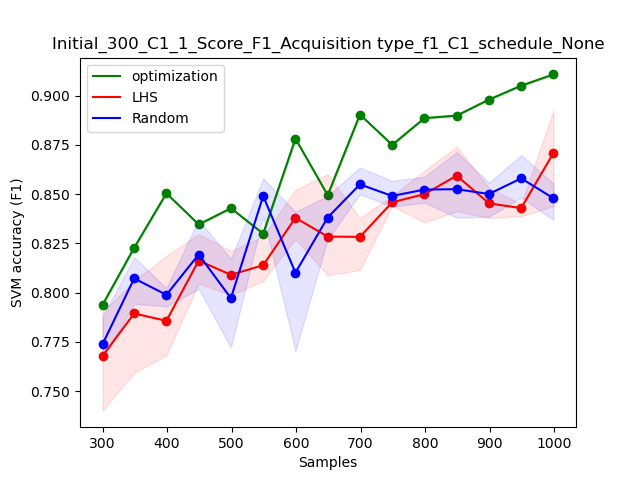 Initial_300_C1_1_Score_F1_Acquisition type_f1_C1_schedule_None
optimization
LHS
Random
SVM accuracy (F1)
0.900
0.875
0.850
0.825
0.800
0.775
0.750
300 400 500 600 700 800 900 1000
Samples